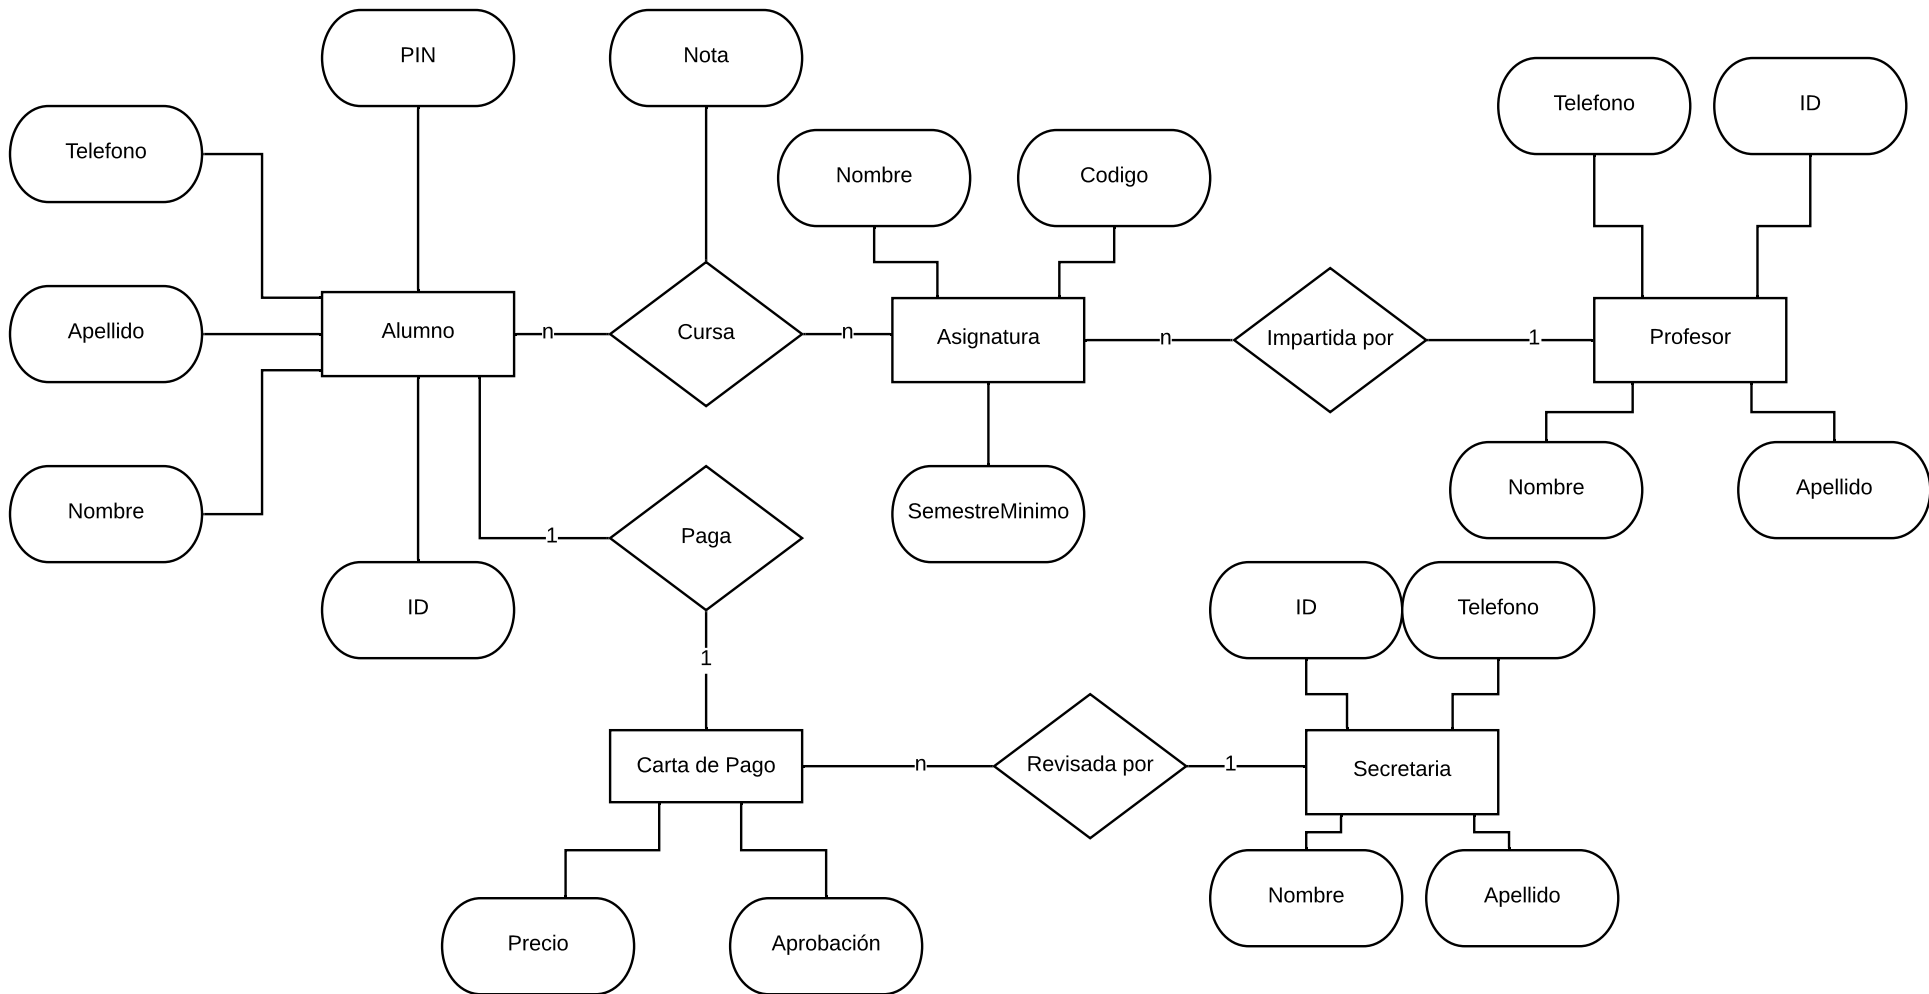 PIN
Nota
Telefono
ID
Telefono
Nombre
Codigo
Apellido
Alumno
n
Cursa
n
Asignatura
n
Impartida por
1
Profesor
Nombre
SemestreMinimo
Nombre
Apellido
1
Paga
ID
ID
Telefono
1
Carta de Pago
n
Revisada por
1
Secretaria
Nombre
Apellido
Precio
Aprobación